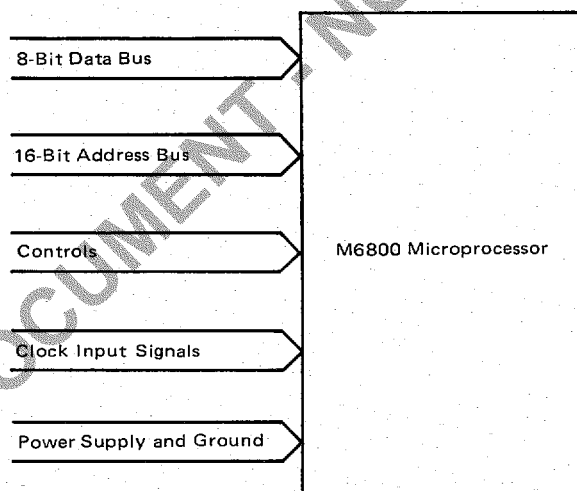 8-Bit Data Bus
16-Bit Address Bus
Controls
M6800 Microprocessor
Clock Input Signals
Power Supply and Ground